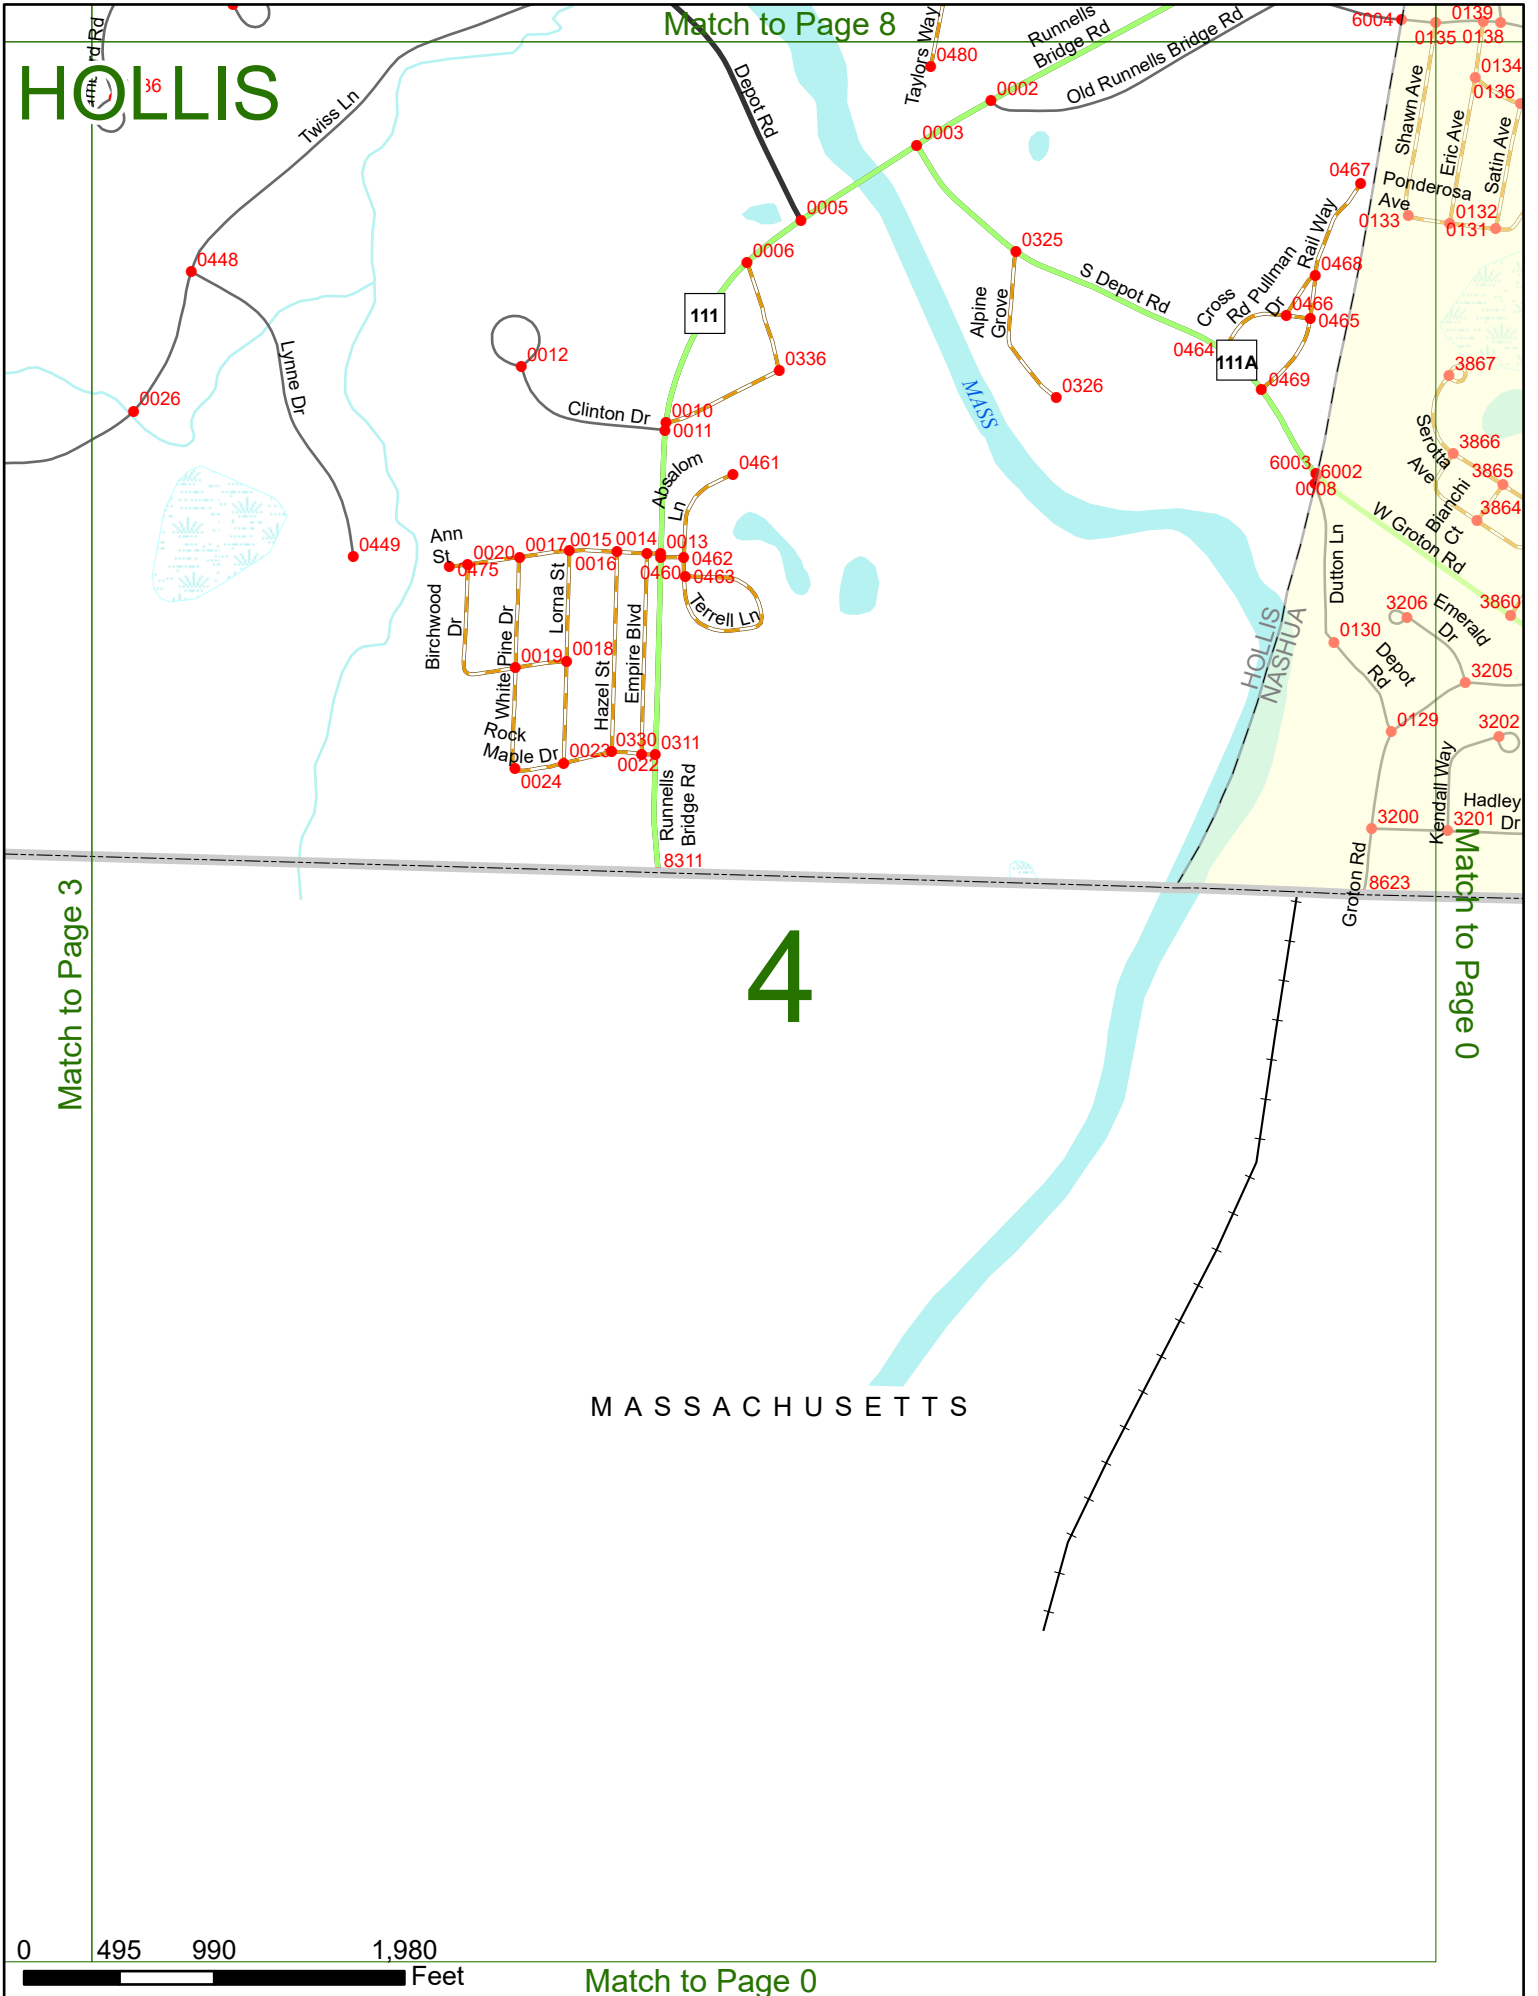 Match to Page 8
HOLLIS
Twiss Ln
Depot Rd
Taylors Way
0480
Runnells
Bridge Rd
Old Runnells Bridge Rd
6004
0139
0135
0138
0134
0136
0002
0003
Shawn Ave
Eric Ave
Satin Ave
Ponderosa
Ave
0467
0133
0132
0131
0005
0006
0448
0325
S Depot Rd
Rail Way
0468
Pullman
Dr
Cross
Rd
0466
0465
0464
111A
0469
111
Alpine
Grove
0326
Lynne Dr
0012
0336
0026
Clinton Dr
0010
0011
MASS
3867
Serotta
Ave
3866
3865
3864
Bianchi
Ct
Absalom
Ln
0461
6003
6002
0008
W Groton Rd
0449
Ann
St
0475
0020
0017
0015
0016
0014
0013
0460
0462
0463
Terrell Ln
Birchwood
Dr
White Pine Dr
Lorna St
Hazel St
Empire Blvd
0019
0018
Dutton Ln
0130
3206
Emerald
Dr
3860
Depot
Rd
3205
HOLLIS
NASHUA
0129
3202
Rock
Maple Dr
0023
0330
0022
0311
0024
Runnells
Bridge Rd
8311
Kendall Way
Hadley
Dr
3200
3201
Groton Rd
8623
Match to Page 3
4
Match to Page 0
MASSACHUSETTS
0 495 990 1,980
Feet
Match to Page 0